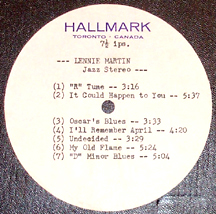 HALLMARK
TORONTO - CANADA
7½ ips.
--- LENNIE MARTIN
Jazz Stereo ---
(1) "R" Tune -- 3:16
(2) It Could Happen to You -- 5:37
(3) Oscar's Blues -- 3:33
(4) I'll Remember April -- 4:20
(5) Undecided -- 3:29
(6) My Old Flame -- 5:24
(7) "D" Minor Blues -- 5:04